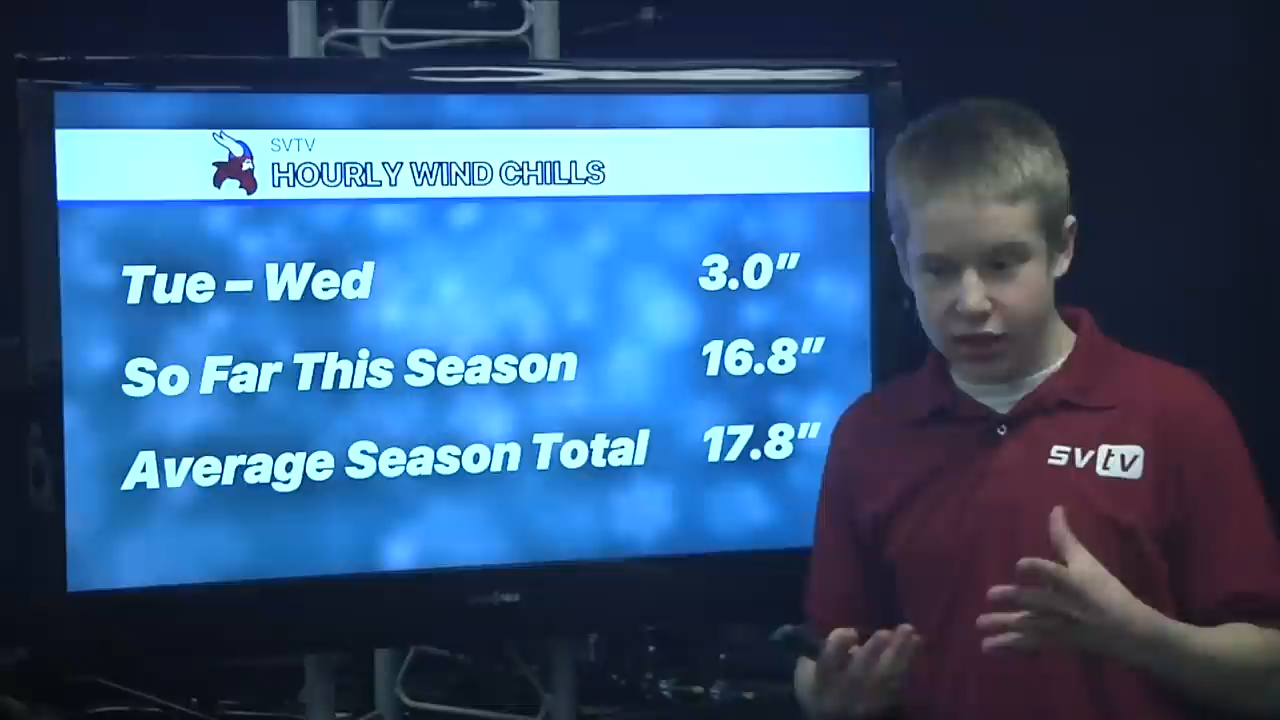 SVTV
HOURLY WIND CHILLS
Tue – Wed 3.0”
So Far This Season 16.8”
Average Season Total 17.8”
SVTV